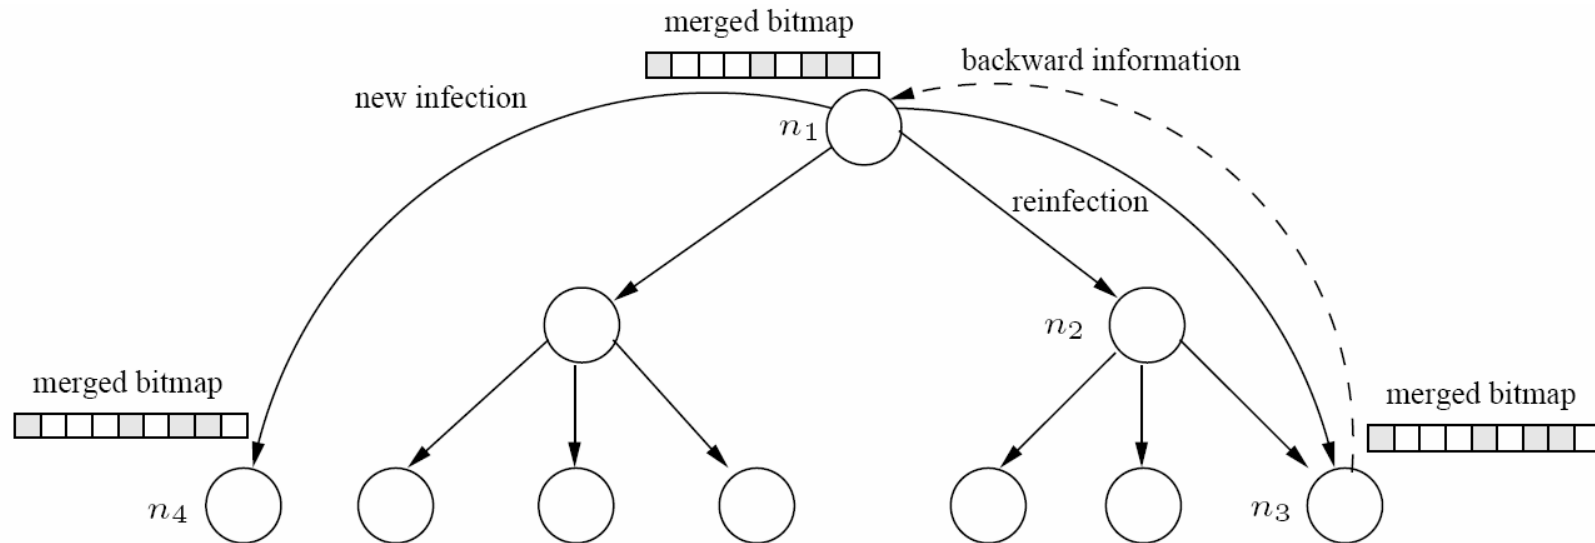 merged bitmap
backward information
new infection
n1
reinfection
n2
merged bitmap
merged bitmap
n4
n3